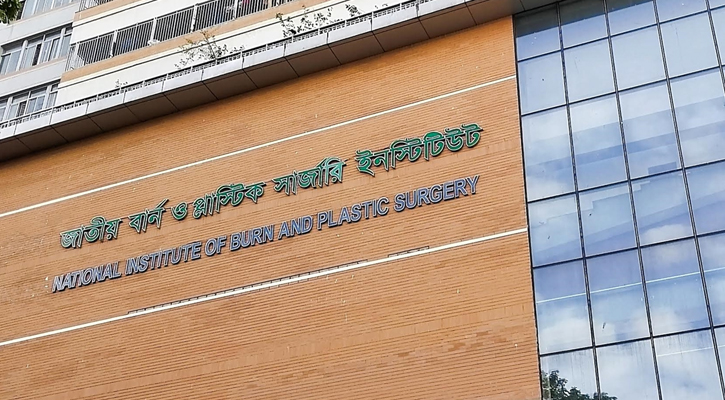 জাতীয় বার্ন ও প্লাস্টিক সার্জারি ইনস্টিটিউট
NATIONAL INSTITUTE OF BURN AND PLASTIC SURGERY